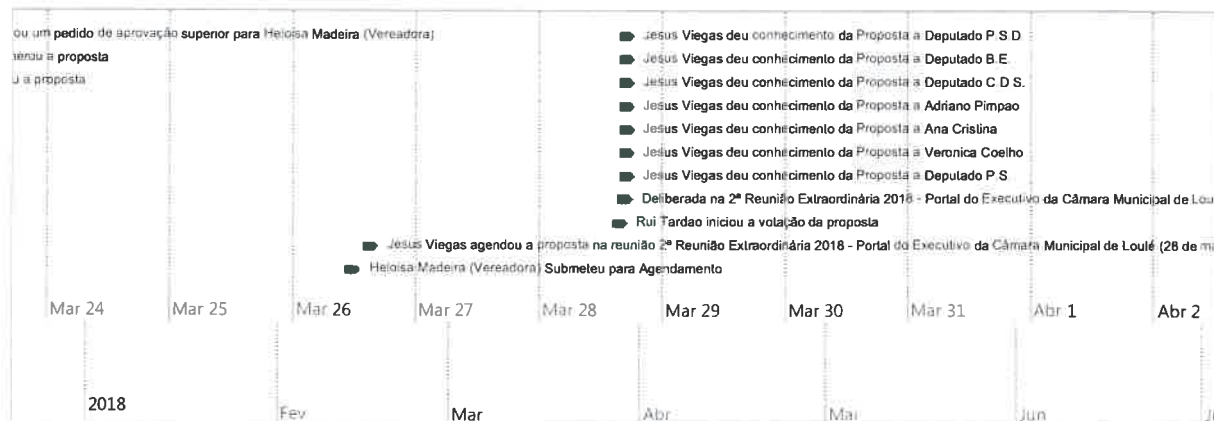 ou um pedido de aprovação superior para Heloisa Madeira (Vereadora)
a proposta
u a proposta
Jesus Viegas deu conhecimento da Proposta a Deputado P.S.D.
Jesus Viegas deu conhecimento da Proposta a Deputado B.E.
Jesus Viegas deu conhecimento da Proposta a Deputado C.D.S.
Jesus Viegas deu conhecimento da Proposta a Adriano Pimpao
Jesus Viegas deu conhecimento da Proposta a Ana Cristina
Jesus Viegas deu conhecimento da Proposta a Veronica Coelho
Jesus Viegas deu conhecimento da Proposta a Deputado P.S.
Deliberada na 2ª Reunião Extraordinária 2018 - Portal do Executivo da Câmara Municipal de Lou
Rui Tardao iniciou a votação da proposta
Jesus Viegas agendou a proposta na reunião 2ª Reunião Extraordinária 2018 - Portal do Executivo da Câmara Municipal de Loulé (28 de ma
Heloisa Madeira (Vereadora) Submeteu para Agendamento
Mar 24 Mar 25 Mar 26 Mar 27 Mar 28 Mar 29 Mar 30 Mar 31 Abr 1 Abr 2
2018 Fev Mar Abr Mai Jun